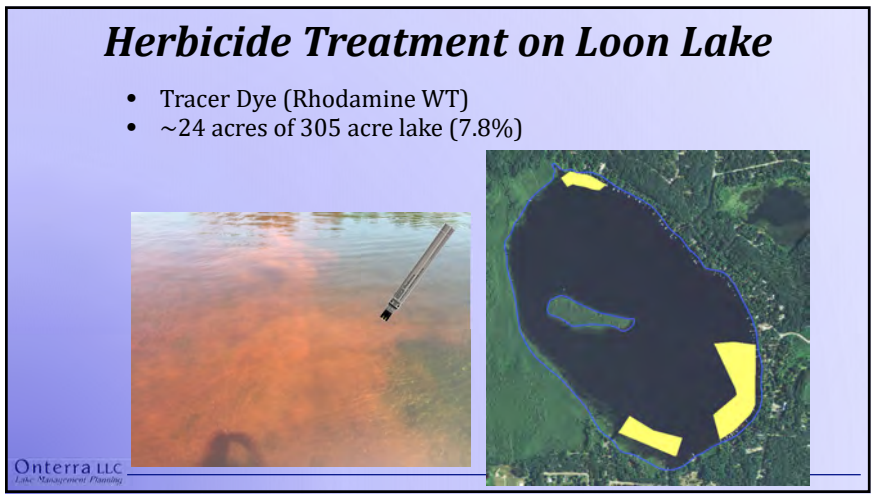 Herbicide Treatment on Loon Lake
• Tracer Dye (Rhodamine WT)
• ~24 acres of 305 acre lake (7.8%)
Onterra LLC
Lake Management Planning